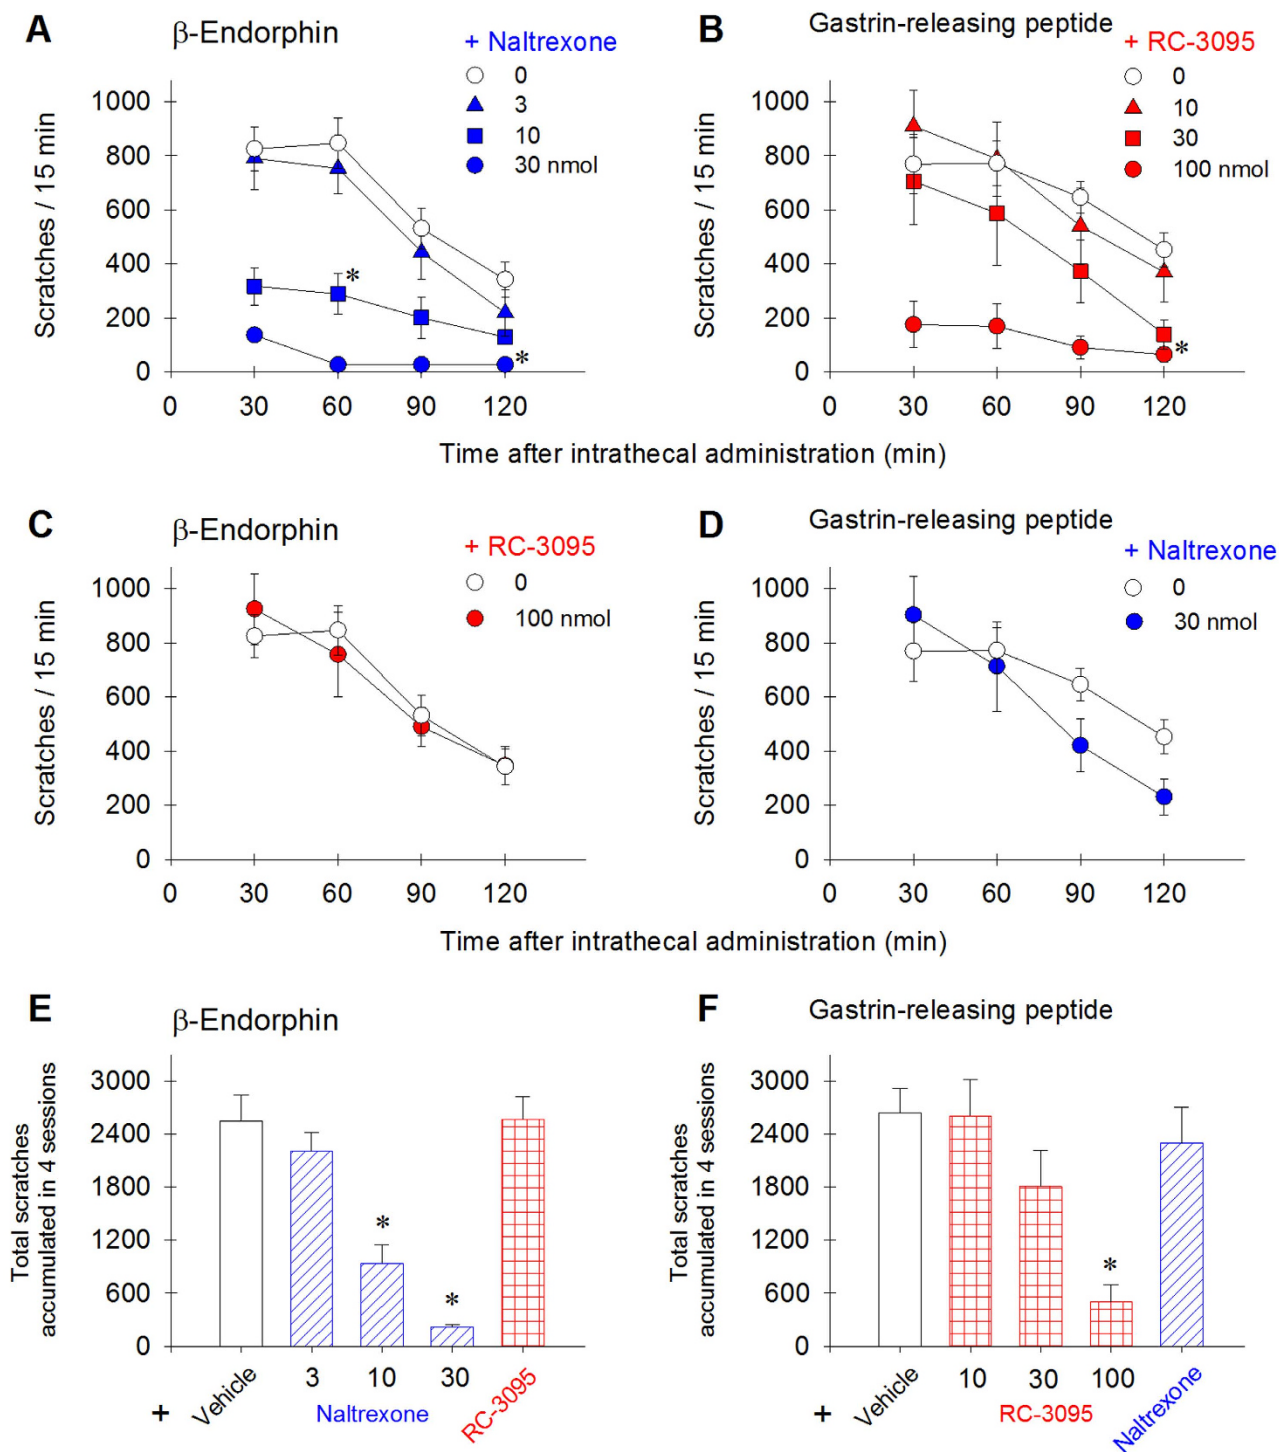 A
β-Endorphin
+ Naltrexone
0
3
10
30 nmol
Scratches / 15 min
1000
800
600
400
200
0
*
*
0 30 60 90 120
B
Gastrin-releasing peptide
+ RC-3095
0
10
30
100 nmol
Scratches / 15 min
1000
800
600
400
200
0
*
0 30 60 90 120
Time after intrathecal administration (min)
C
β-Endorphin
+ RC-3095
0
100 nmol
Scratches / 15 min
1000
800
600
400
200
0
0 30 60 90 120
D
Gastrin-releasing peptide
+ Naltrexone
0
30 nmol
Scratches / 15 min
1000
800
600
400
200
0
0 30 60 90 120
Time after intrathecal administration (min)
E
β-Endorphin
Total scratches
accumulated in 4 sessions
3000
2400
1800
1200
600
0
*
*
+
Vehicle
3 10 30
Naltrexone
RC-3095
F
Gastrin-releasing peptide
Total scratches
accumulated in 4 sessions
3000
2400
1800
1200
600
0
*
+
Vehicle
10 30 100
RC-3095
Naltrexone